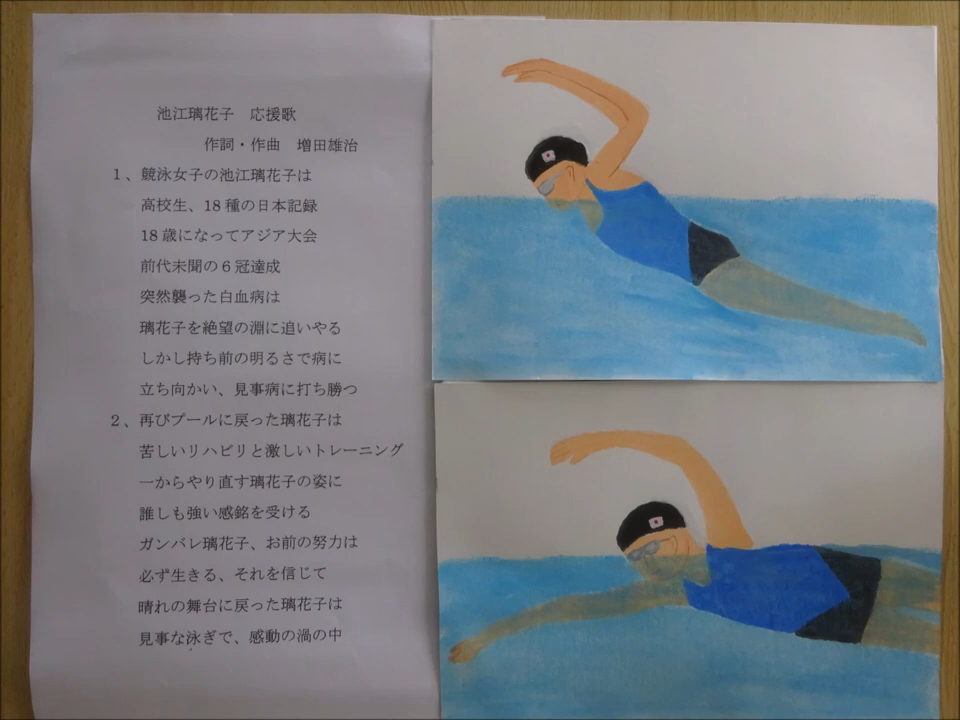 池江璃花子 応援歌
作詞・作曲 増田雄治
1、競泳女子の池江璃花子は
高校生、18種の日本記録
18歳になってアジア大会
前代未聞の6冠達成
突然襲った白血病は
璃花子を絶望の淵に追いやる
しかし持ち前の明るさで病に
立ち向かい、見事病に打ち勝つ
2、再びプールに戻った璃花子は
苦しいリハビリと激しいトレーニング
一からやり直す璃花子の姿に
誰しも強い感銘を受ける
ガンバレ璃花子、お前の努力は
必ず生きる、それを信じて
晴れの舞台に戻った璃花子は
見事な泳ぎで、感動の渦の中